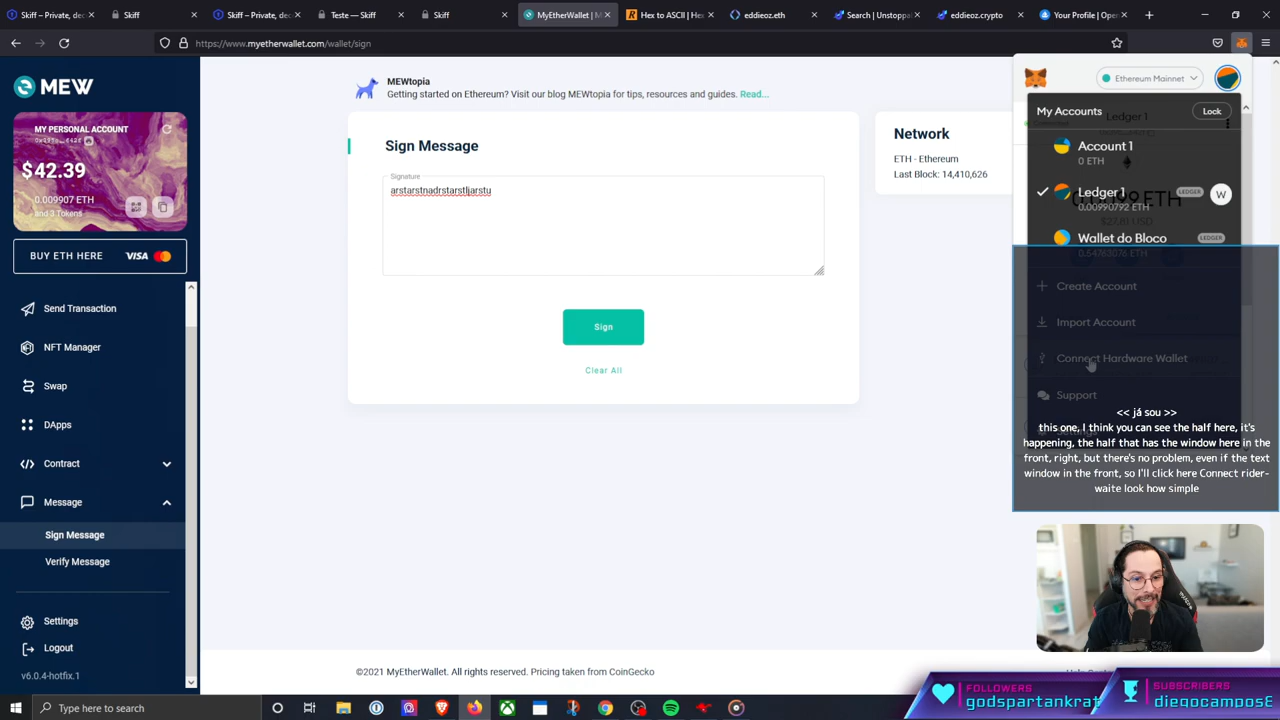 Skiff – Private, dec
Skiff – Private, dec
Skiff
Teste — Skiff
Skiff
MyEtherWallet | M
Hex to ASCII | Hex
eddieoz.eth
Search | Unstoppa
eddieoz.crypto
Your Profile | Open
https://www.myetherwallet.com/wallet/sign
MEW
MY PERSONAL ACCOUNT
$42.39
0.009907 ETH
and 3 Tokens
BUY ETH HERE VISA
Send Transaction
NFT Manager
Swap
DApps
Contract
Message
Sign Message
Verify Message
Settings
Logout
v6.0.4-hotfix.1
MEWtopia
Getting started on Ethereum? Visit our blog MEWtopia for tips, resources and guides. Read...
Sign Message
Signature
arstarstnadrstarstljarstu
Sign
Clear All
Network
ETH - Ethereum
Last Block: 14,410,626
©2021 MyEtherWallet. All rights reserved. Pricing taken from CoinGecko
Ethereum Mainnet
My Accounts
Lock
Account 1
0 ETH
Ledger 1
LEDGER
W
0.00990792 ETH
Wallet do Bloco
LEDGER
Create Account
Import Account
Connect Hardware Wallet
Support
<< já sou >>
this one, I think you can see the half here, it's
happening, the half that has the window here in the
front, right, but there's no problem, even if the text
window in the front, so I'll click here Connect rider-
waite look how simple
FOLLOWERS
godspartankrat
SUBSCRIBERS
diegocamposE
Type here to search